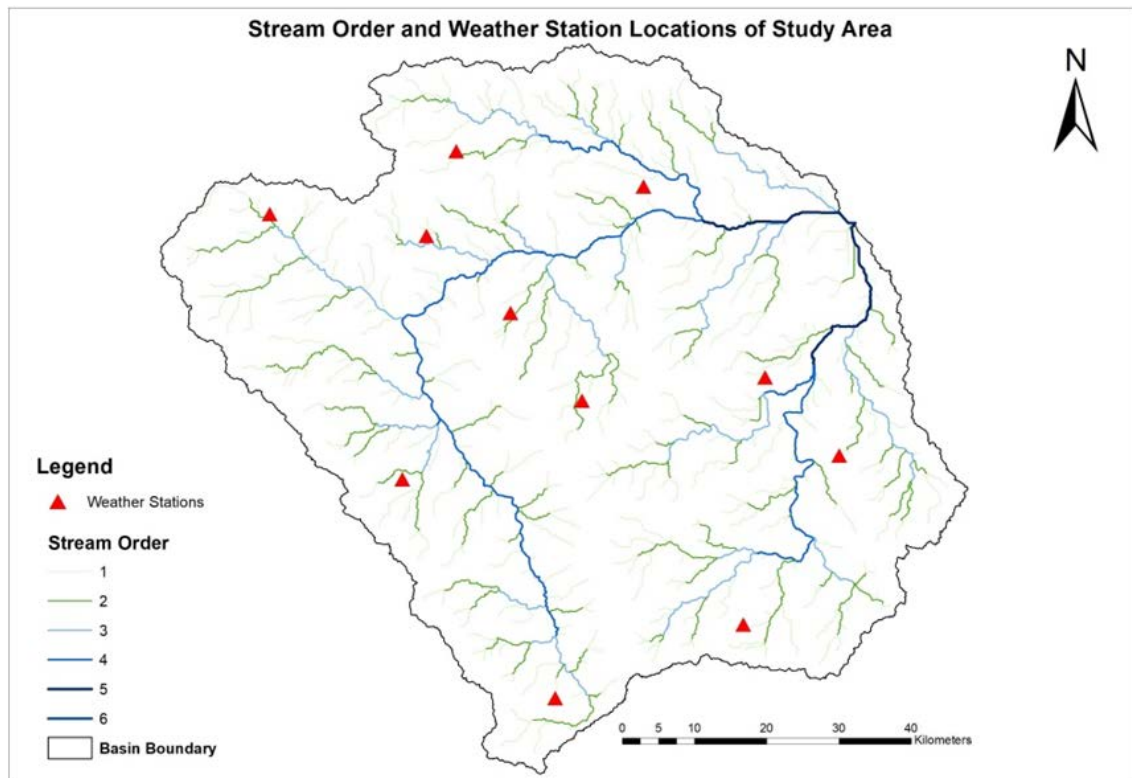 Stream Order and Weather Station Locations of Study Area
N
Legend
Weather Stations
Stream Order
1
2
3
4
5
6
Basin Boundary
0 5 10 20 30 40
Kilometers